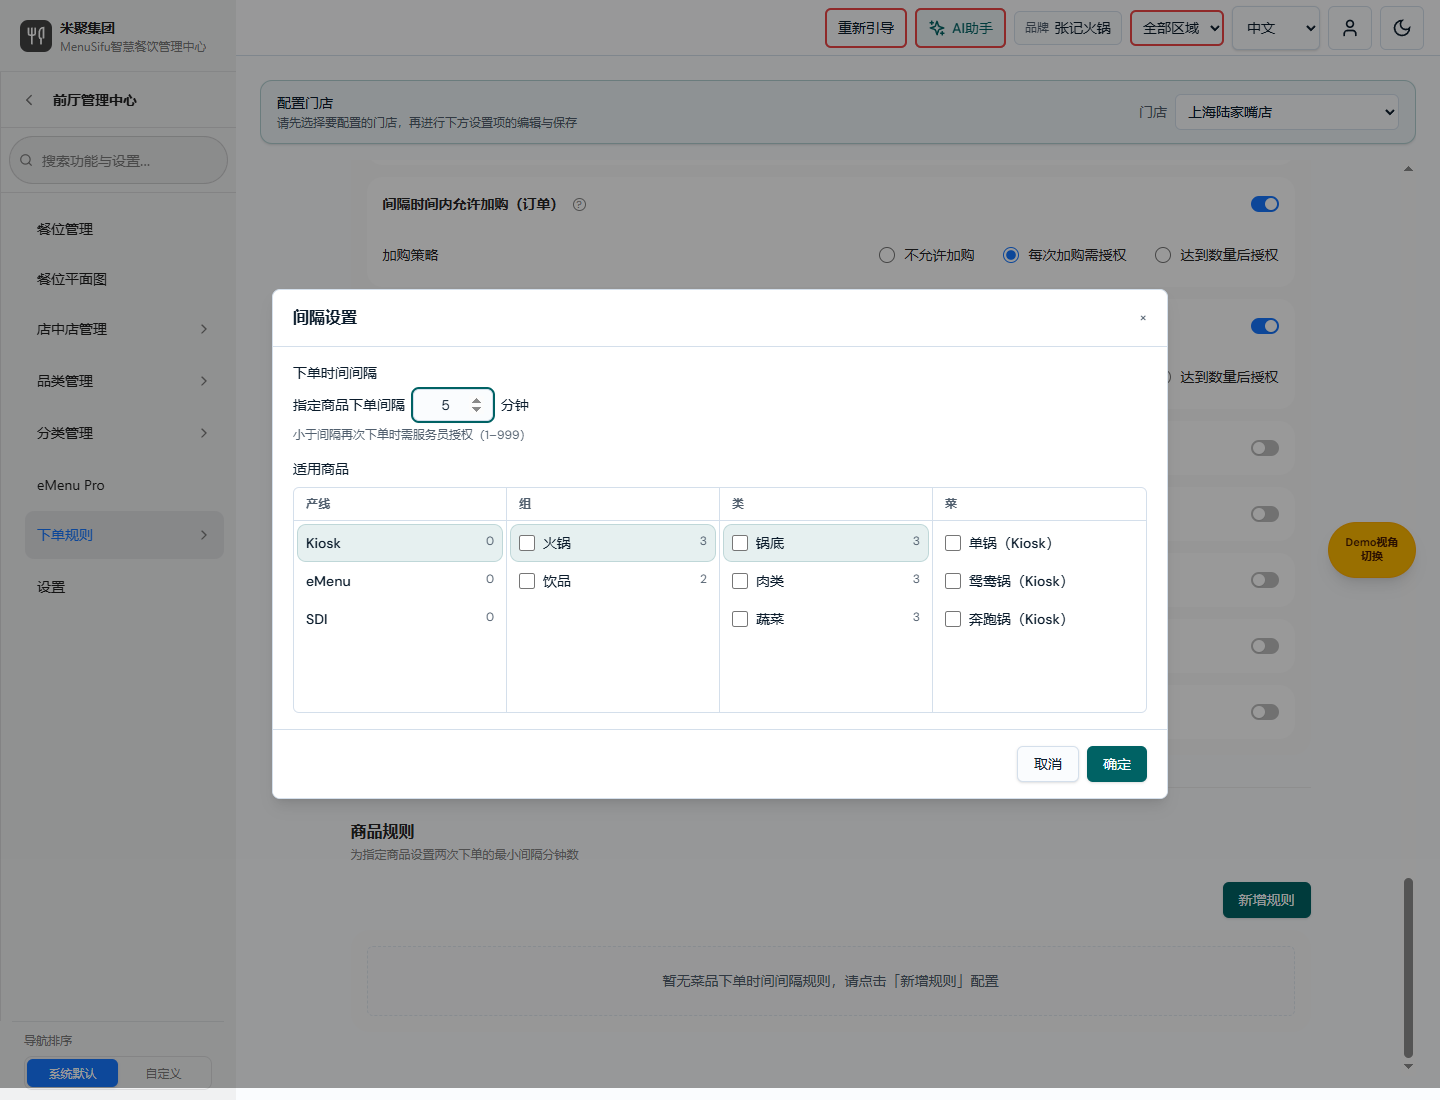 米聚集团
MenuSifu智慧餐饮管理中心
重新引导
AI助手
品牌 张记火锅
全部区域
中文
前厅管理中心
搜索功能与设置...
餐位管理
餐位平面图
店中店管理
品类管理
分类管理
eMenu Pro
下单规则
设置
导航排序
系统默认
自定义
配置门店
请先选择要配置的门店，再进行下方设置项的编辑与保存
门店
上海陆家嘴店
间隔时间内允许加购（订单）
?
加购策略
不允许加购
每次加购需授权
达到数量后授权
达到数量后授权
间隔设置
×
下单时间间隔
指定商品下单间隔 5 分钟
小于间隔再次下单时需服务员授权（1–999）
适用商品
产线 组 类 菜
Kiosk 0 火锅 3 锅底 3 单锅（Kiosk）
eMenu 0 饮品 2 肉类 3 鸳鸯锅（Kiosk）
SDI 0 蔬菜 3 奔跑锅（Kiosk）
取消
确定
Demo视角
切换
商品规则
为指定商品设置两次下单的最小间隔分钟数
新增规则
暂无菜品下单时间间隔规则，请点击「新增规则」配置